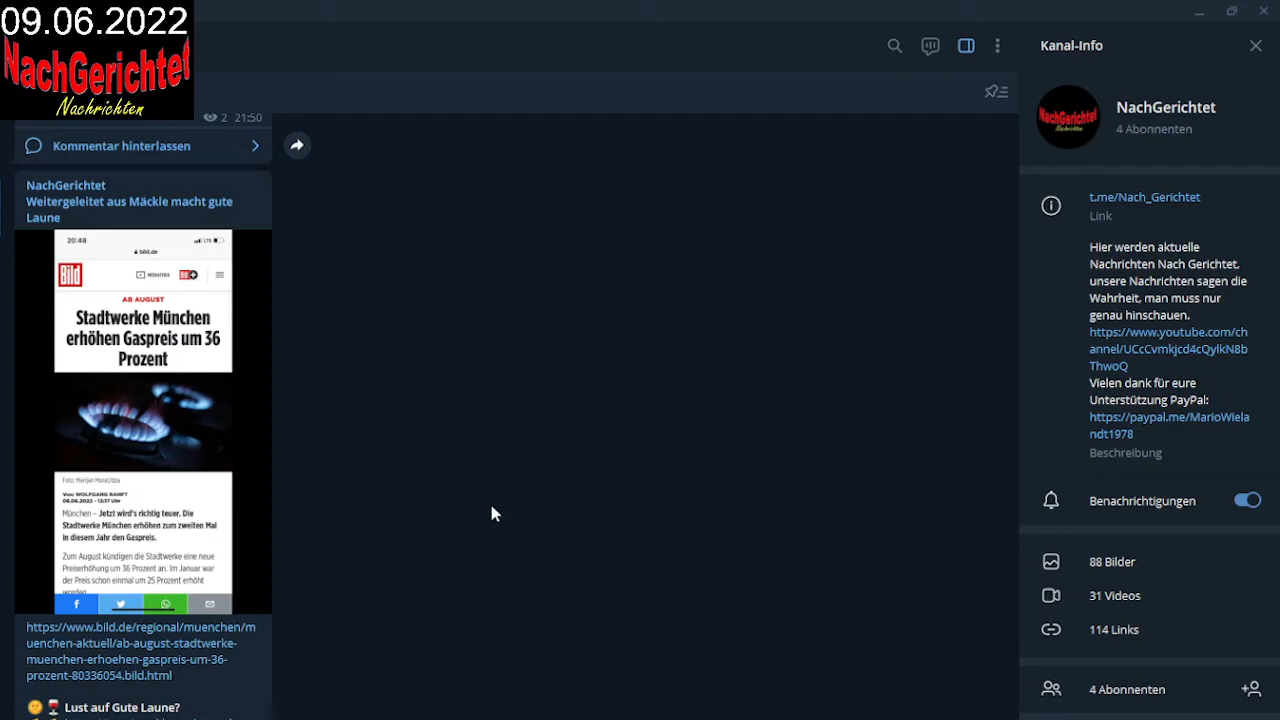 09.06.2022
NachGerichtet
Nachrichten
2 21:50
Kommentar hinterlassen
NachGerichtet
Weitergeleitet aus Mäckle macht gute
Laune
20:48
LTE
bild.de
Bild
MEDIATHEK
AB AUGUST
Stadtwerke München
erhöhen Gaspreis um 36
Prozent
Von: WOLFGANG RANFT
München – Jetzt wird's richtig teuer. Die
Stadtwerke München erhöhen zum zweiten Mal
in diesem Jahr den Gaspreis.
Zum August kündigen die Stadtwerke eine neue
Preiserhöhung um 36 Prozent an. Im Januar war
der Preis schon einmal um 25 Prozent erhöht
worden.
https://www.bild.de/regional/muenchen/m
uenchen-aktuell/ab-august-stadtwerke-
muenchen-erhoehen-gaspreis-um-36-
prozent-80336054.bild.html
Lust auf Gute Laune?
Kanal-Info
NachGerichtet
NachGerichtet
4 Abonnenten
t.me/Nach_Gerichtet
Link
Hier werden aktuelle
Nachrichten Nach Gerichtet,
unsere Nachrichten sagen die
Wahrheit, man muss nur
genau hinschauen.
https://www.youtube.com/ch
annel/UCcCvmkjcd4cQylkN8b
ThwoQ
Vielen dank für eure
Unterstützung PayPal:
https://paypal.me/MarioWiela
ndt1978
Beschreibung
Benachrichtigungen
88 Bilder
31 Videos
114 Links
4 Abonnenten